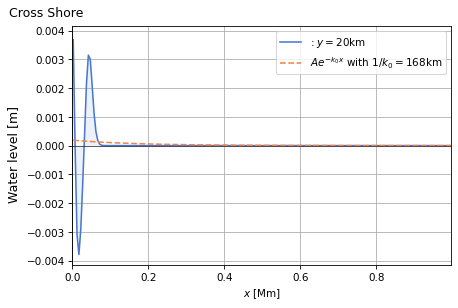 Cross Shore
0.004
0.003
0.002
0.001
0.000
−0.001
−0.002
−0.003
−0.004
Water level [m]
: y = 20km
Ae^{-k_0x} with 1/k_0 = 168km
0.0 0.2 0.4 0.6 0.8
x [Mm]